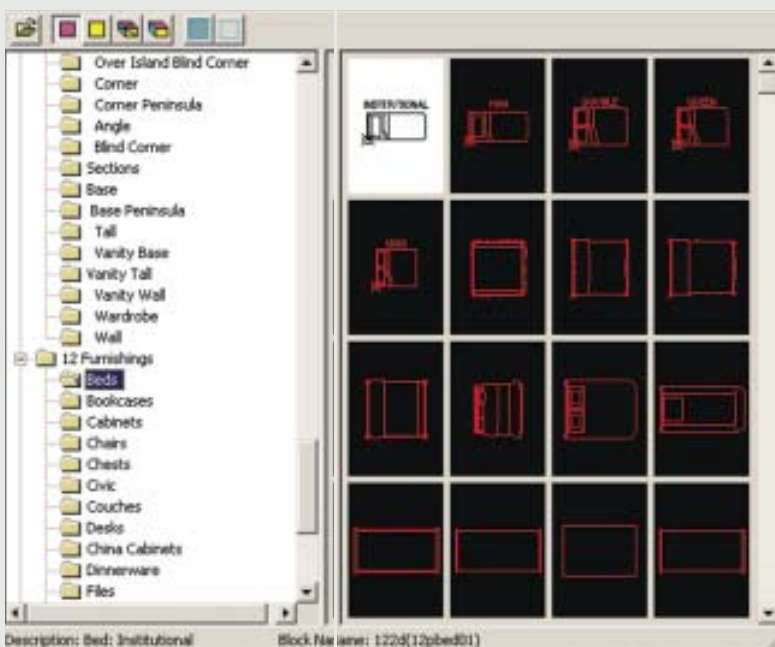 Over Island Blind Corner
Corner
Corner Peninsula
Angle
Blind Corner
Sections
Base
Base Peninsula
Tall
Vanity Base
Vanity Tall
Vanity Wall
Wardrobe
Wall
12 Furnishings
Beds
Bookcases
Cabinets
Chairs
Chests
Civic
Couches
Desks
China Cabinets
Dinnerware
Files
INSTITUTIONAL
TWIN
DOUBLE
QUEEN
KING
Description: Bed: Institutional
Block Naame: 122d(12pbed01)